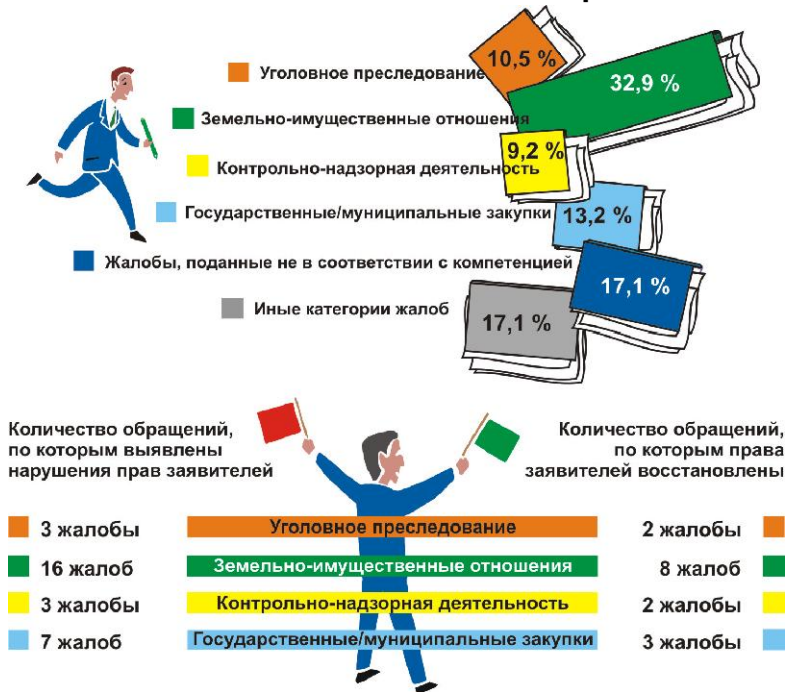 10,5 %
Уголовное преследование
32,9 %
Земельно-имущественные отношения
9,2 %
Контрольно-надзорная деятельность
Государственные/муниципальные закупки
13,2 %
Жалобы, поданные не в соответствии с компетенцией
17,1 %
Иные категории жалоб
17,1 %
Количество обращений,
по которым выявлены
нарушения прав заявителей
Количество обращений,
по которым права
заявителей восстановлены
3 жалобы Уголовное преследование 2 жалобы
16 жалоб Земельно-имущественные отношения 8 жалоб
3 жалобы Контрольно-надзорная деятельность 2 жалобы
7 жалоб Государственные/муниципальные закупки 3 жалобы